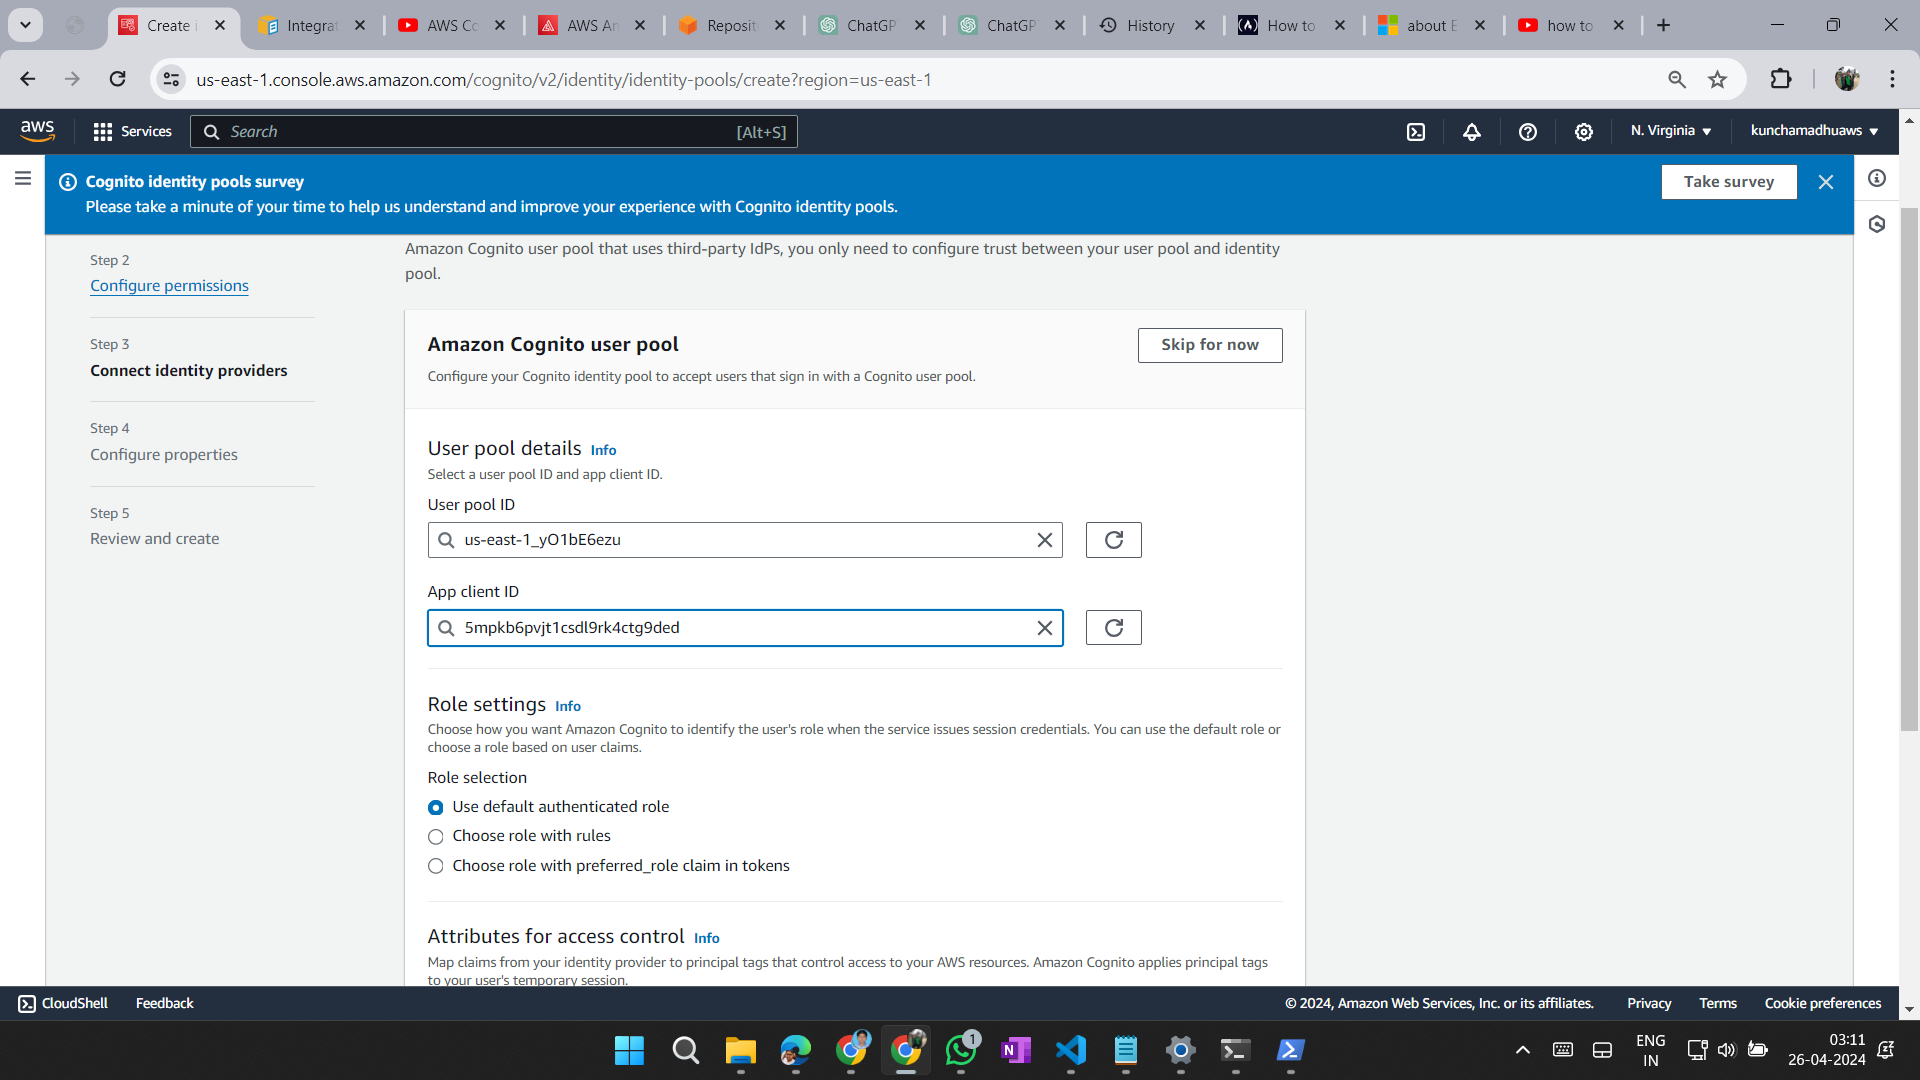 Create i
Integrat
AWS Co
AWS Am
Reposit
ChatGP
ChatGP
History
How to
about E
how to
us-east-1.console.aws.amazon.com/cognito/v2/identity/identity-pools/create?region=us-east-1
aws
Services
Search
[Alt+S]
N. Virginia
kunchamadhuaws
Cognito identity pools survey
Please take a minute of your time to help us understand and improve your experience with Cognito identity pools.
Take survey
Step 2
Configure permissions
Step 3
Connect identity providers
Step 4
Configure properties
Step 5
Review and create
Amazon Cognito user pool that uses third-party IdPs, you only need to configure trust between your user pool and identity
pool.
Amazon Cognito user pool
Skip for now
Configure your Cognito identity pool to accept users that sign in with a Cognito user pool.
User pool details Info
Select a user pool ID and app client ID.
User pool ID
us-east-1_yO1bE6ezu
App client ID
5mpkb6pvjt1csdl9rk4ctg9ded
Role settings Info
Choose how you want Amazon Cognito to identify the user's role when the service issues session credentials. You can use the default role or
choose a role based on user claims.
Role selection
Use default authenticated role
Choose role with rules
Choose role with preferred_role claim in tokens
Attributes for access control Info
Map claims from your identity provider to principal tags that control access to your AWS resources. Amazon Cognito applies principal tags
to your user's temporary session.
CloudShell
Feedback
© 2024, Amazon Web Services, Inc. or its affiliates.
Privacy
Terms
Cookie preferences
1
N
ENG
IN
03:11
26-04-2024